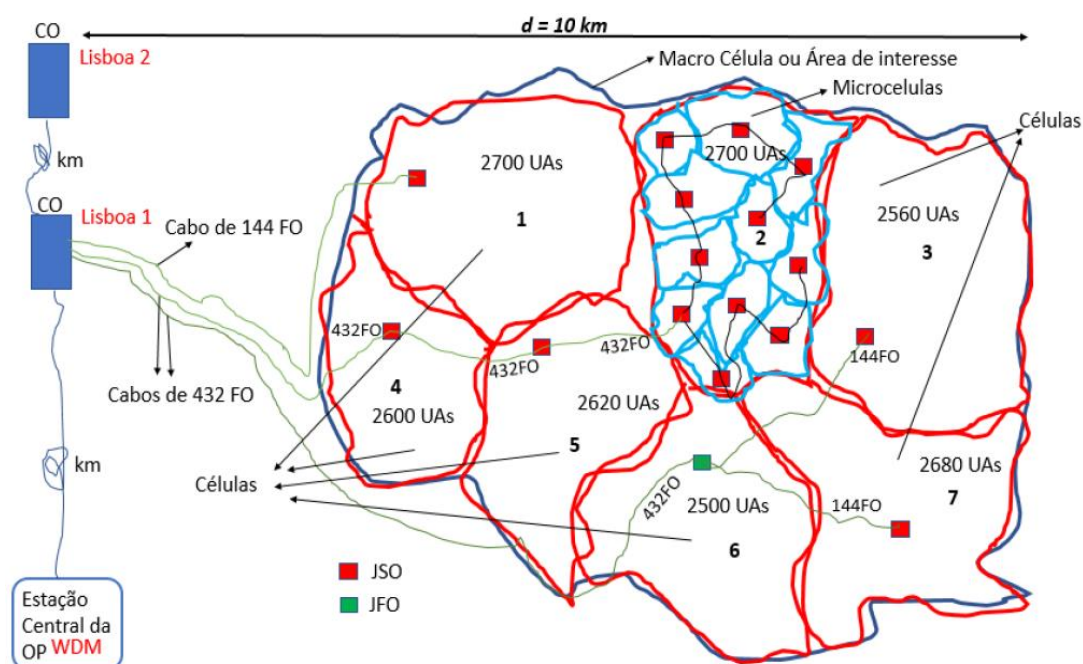 CO
d = 10 km
Lisboa 2
Macro Célula ou Área de interesse
Microcelulas
Células
km
2700 UAs
2700 UAs
CO
Lisboa 1
Cabo de 144 FO
1
2
2560 UAs
3
432FO
432FO
432FO
144FO
Cabos de 432 FO
4
2600 UAs
2620 UAs
5
km
Células
432FO
2500 UAs
6
144FO
2680 UAs
7
JSO
JFO
Estação
Central da
OP WDM